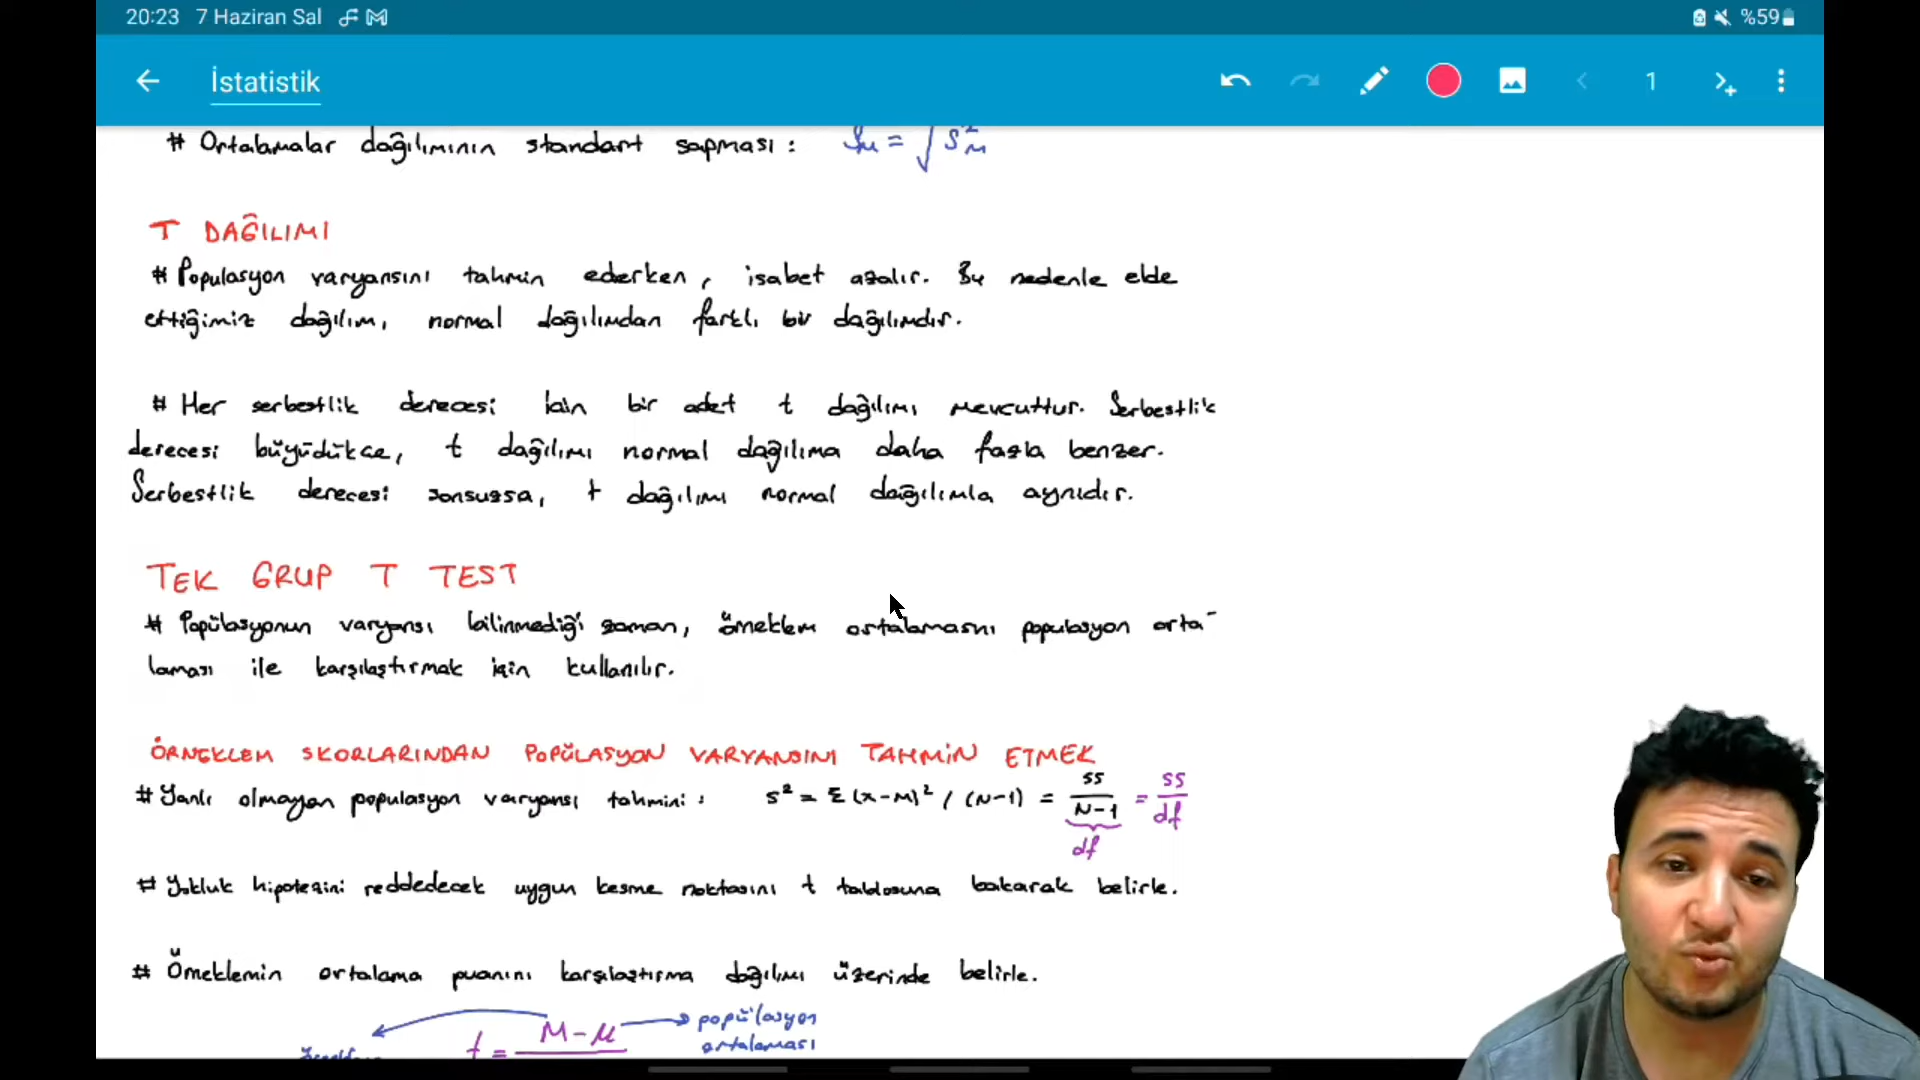 20:23 7 Haziran Sal %59
İstatistik 1
# Ortalamalar dağılımının standart sapması : S_M = √S²_M
T DAĞILIMI
# Populasyon varyansını tahmin ederken, isabet azalır. Bu nedenle elde
ettiğimiz dağılım, normal dağılımdan farklı bir dağılımdır.
# Her serbestlik derecesi için bir adet t dağılımı mevcuttur. Serbestlik
derecesi büyüdükçe, t dağılımı normal dağılıma daha fazla benzer.
Serbestlik derecesi sonsuzsa, t dağılımı normal dağılımla aynıdır.
TEK GRUP T TEST
# Popülasyonun varyansı bilinmediği zaman, örneklem ortalamasını populasyon orta-
laması ile karşılaştırmak için kullanılır.
ÖRNEKLEM SKORLARINDAN POPÜLASYON VARYANSINI TAHMİN ETMEK
# Yanlı olmayan populasyon varyansı tahmini : S² = Σ (x-M)² / (N-1) = SS / N-1 = SS / df
df
# Yokluk hipotezini reddedecek uygun kesme noktasını t tablosuna bakarak belirle.
# Örneklemin ortalama puanını karşılaştırma dağılımı üzerinde belirle.
t = M-μ popülasyon
ortalaması